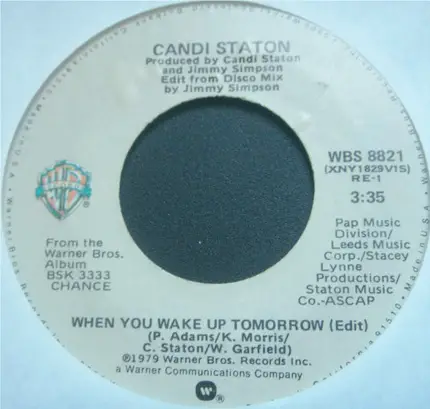 CANDI STATON
Produced by Candi Staton
and Jimmy Simpson
Edit from Disco Mix
by Jimmy Simpson
WBS 8821
(XNY1829V1S)
RE-1
3:35
Pap Music
Division/
Leeds Music
Corp./Stacey
Lynne
Productions/
Staton Music
Co.-ASCAP
From the
Warner Bros.
Album
BSK 3333
CHANCE
WHEN YOU WAKE UP TOMORROW (Edit)
(P. Adams/K. Morris/
C. Staton/W. Garfield)
℗1979 Warner Bros. Records Inc.
a Warner Communications Company
W ®
Made in U.S.A.